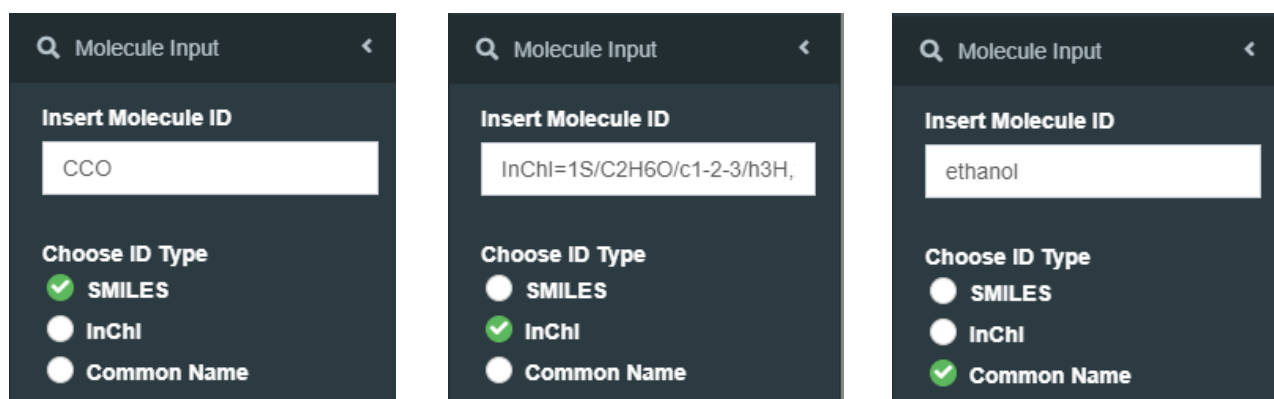 Molecule Input
Insert Molecule ID
CCO
Choose ID Type
SMILES
InChI
Common Name
Molecule Input
Insert Molecule ID
InChI=1S/C2H6O/c1-2-3/h3H,
Choose ID Type
SMILES
InChI
Common Name
Molecule Input
Insert Molecule ID
ethanol
Choose ID Type
SMILES
InChI
Common Name